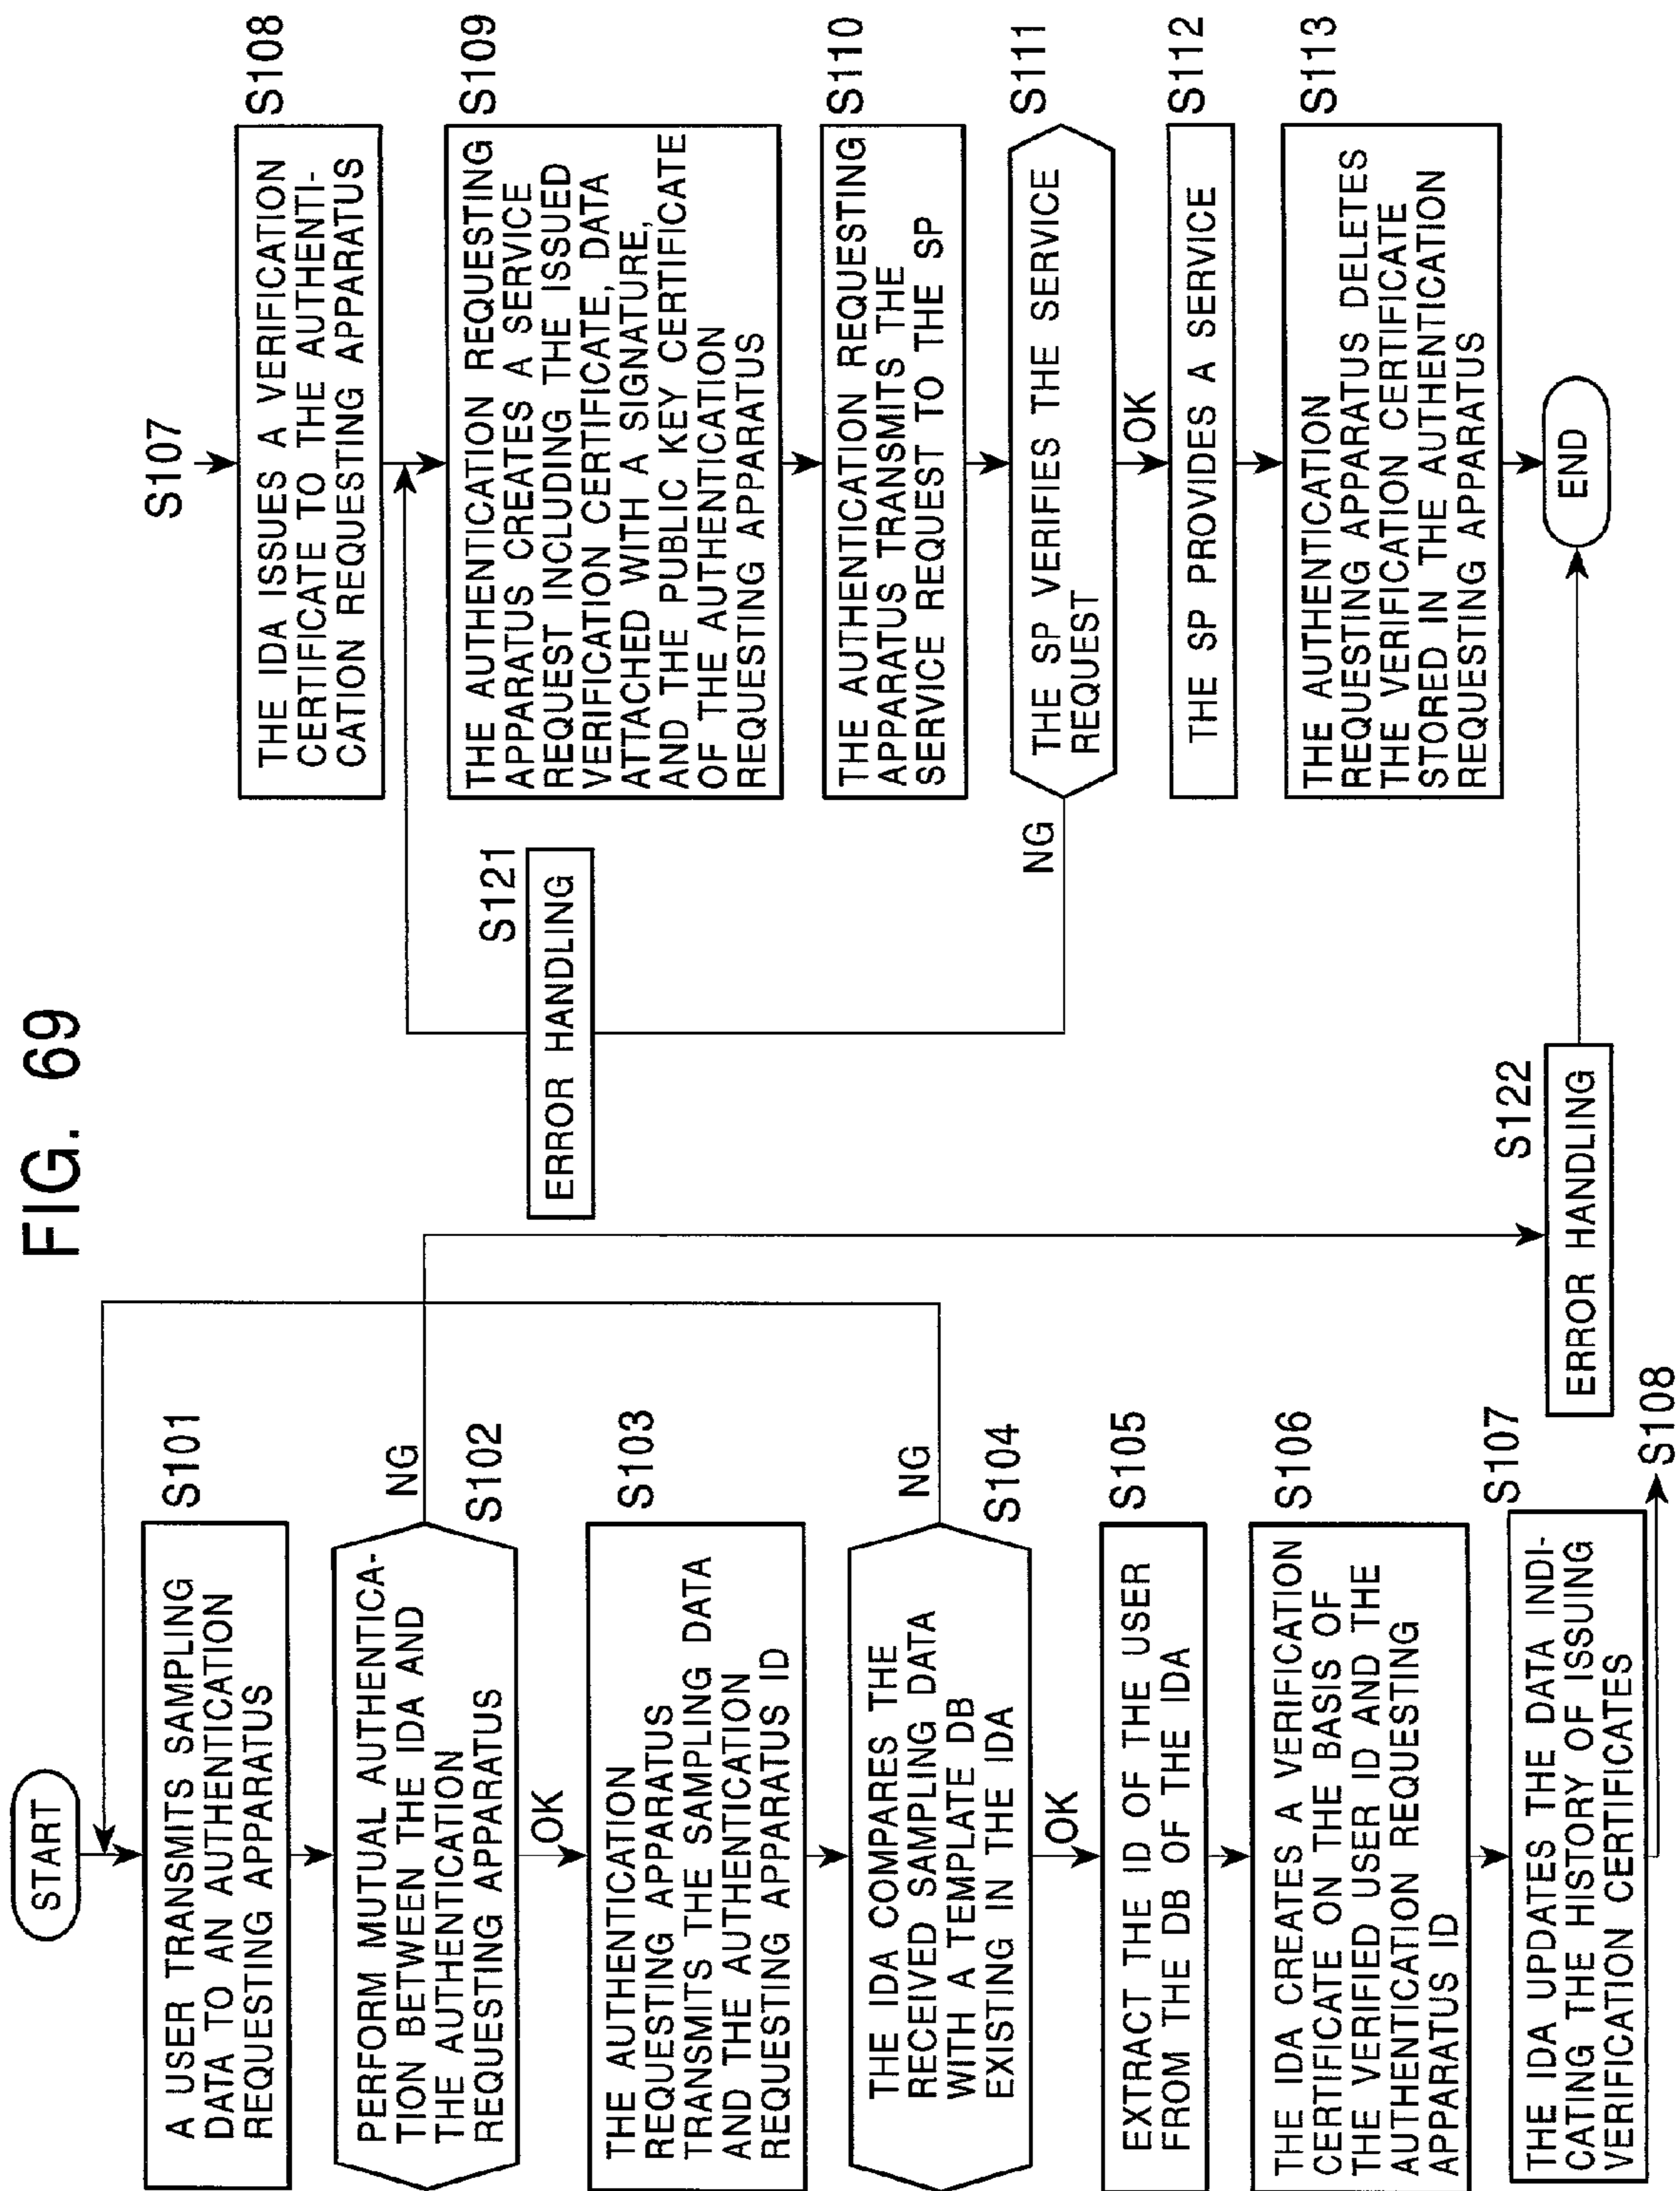 FIG. 69
START
S101
A USER TRANSMITS SAMPLING
DATA TO AN AUTHENTICATION
REQUESTING APPARATUS
NG
S102
PERFORM MUTUAL AUTHENTICA-
TION BETWEEN THE IDA AND
THE AUTHENTICATION
REQUESTING APPARATUS
OK
S103
THE AUTHENTICATION
REQUESTING APPARATUS
TRANSMITS THE SAMPLING DATA
AND THE AUTHENTICATION
REQUESTING APPARATUS ID
NG
S104
THE IDA COMPARES THE
RECEIVED SAMPLING DATA
WITH A TEMPLATE DB
EXISTING IN THE IDA
OK
S105
EXTRACT THE ID OF THE USER
FROM THE DB OF THE IDA
S106
THE IDA CREATES A VERIFICATION
CERTIFICATE ON THE BASIS OF
THE VERIFIED USER ID AND THE
AUTHENTICATION REQUESTING
APPARATUS ID
S107
THE IDA UPDATES THE DATA INDI-
CATING THE HISTORY OF ISSUING
VERIFICATION CERTIFICATES
S108
S107
S108
THE IDA ISSUES A VERIFICATION
CERTIFICATE TO THE AUTHENTI-
CATION REQUESTING APPARATUS
S109
THE AUTHENTICATION REQUESTING
APPARATUS CREATES A SERVICE
REQUEST INCLUDING THE ISSUED
VERIFICATION CERTIFICATE, DATA
ATTACHED WITH A SIGNATURE,
AND THE PUBLIC KEY CERTIFICATE
OF THE AUTHENTICATION
REQUESTING APPARATUS
S121
ERROR HANDLING
S110
THE AUTHENTICATION REQUESTING
APPARATUS TRANSMITS THE
SERVICE REQUEST TO THE SP
S111
THE SP VERIFIES THE SERVICE
REQUEST
NG
OK
S112
THE SP PROVIDES A SERVICE
S113
THE AUTHENTICATION
REQUESTING APPARATUS DELETES
THE VERIFICATION CERTIFICATE
STORED IN THE AUTHENTICATION
REQUESTING APPARATUS
S122
ERROR HANDLING
END